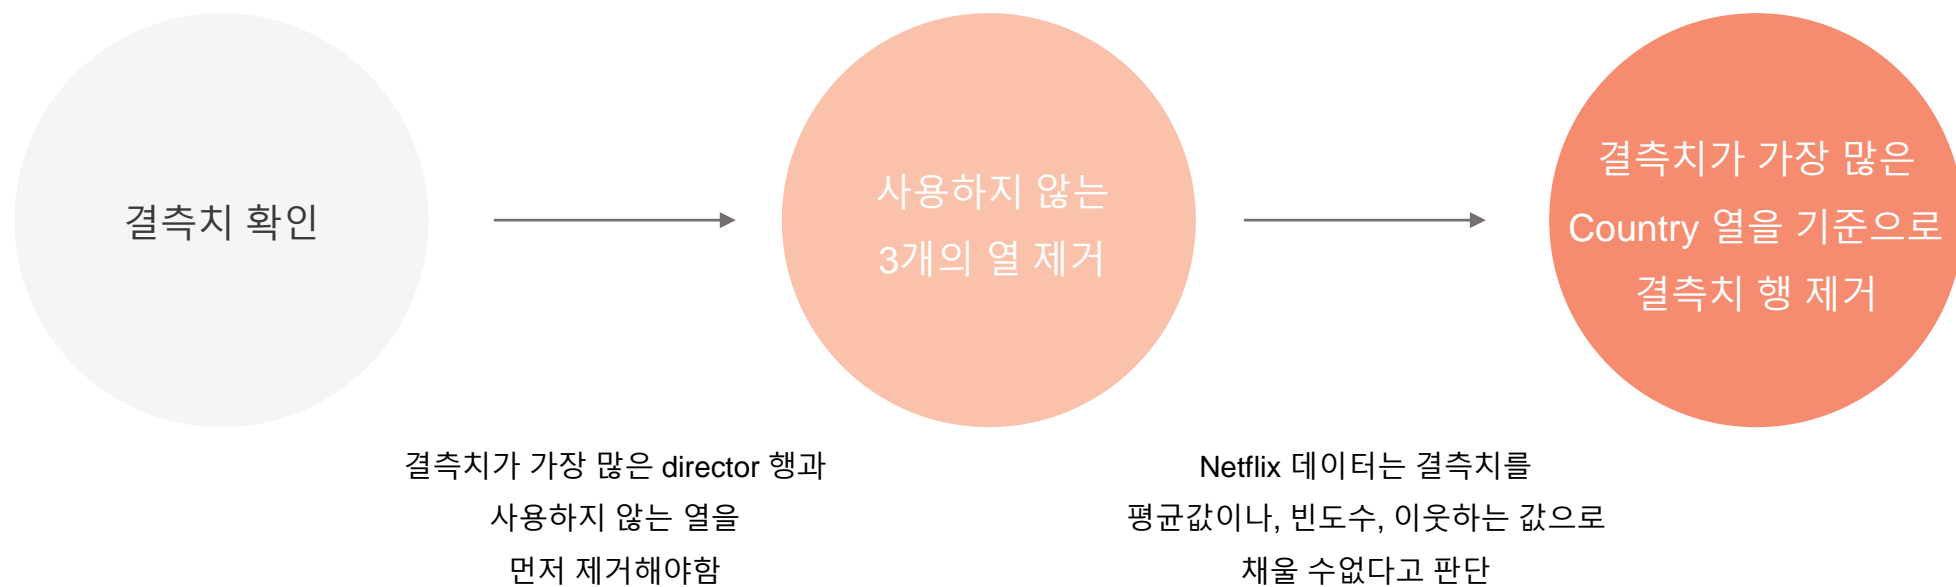 결측치 확인
사용하지 않는
3개의 열 제거
결측치가 가장 많은
Country 열을 기준으로
결측치 행 제거
결측치가 가장 많은 director 행과
사용하지 않는 열을
먼저 제거해야함
Netflix 데이터는 결측치를
평균값이나, 빈도수, 이웃하는 값으로
채울 수없다고 판단